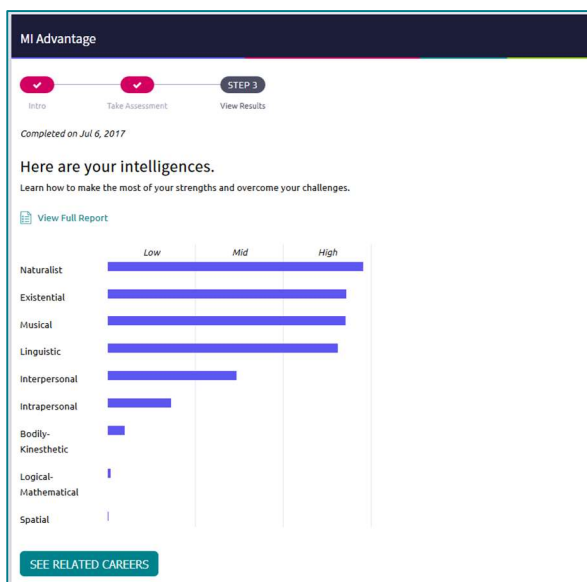 MI Advantage
STEP 3
Intro Take Assessment View Results
Completed on Jul 6, 2017
Here are your intelligences.
Learn how to make the most of your strengths and overcome your challenges.
View Full Report
Low Mid High
Naturalist
Existential
Musical
Linguistic
Interpersonal
Intrapersonal
Bodily-
Kinesthetic
Logical-
Mathematical
Spatial
SEE RELATED CAREERS